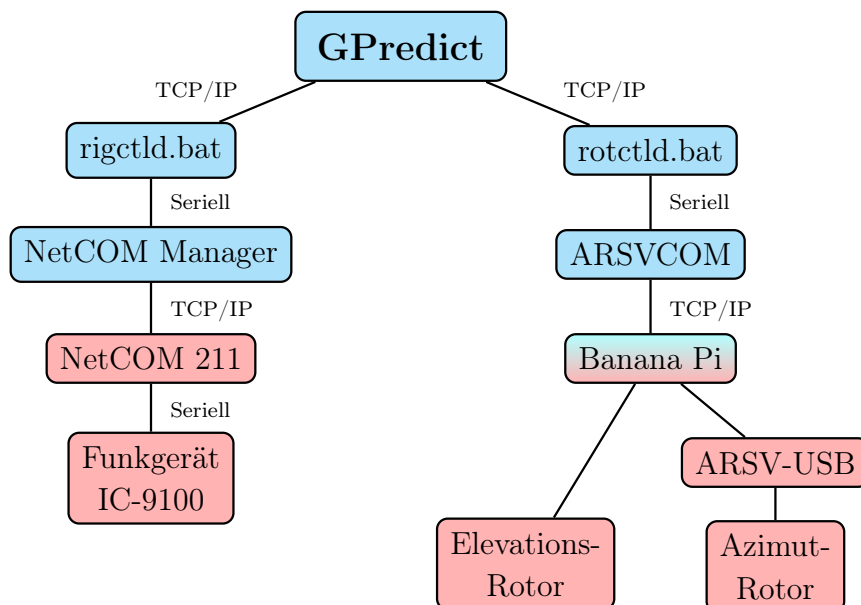 GPredict
TCP/IP
TCP/IP
rigctld.bat
rotctld.bat
Seriell
Seriell
NetCOM Manager
ARSVCOM
TCP/IP
TCP/IP
NetCOM 211
Banana Pi
Seriell
Funkgerät
IC-9100
ARSV-USB
Elevations-
Rotor
Azimut-
Rotor